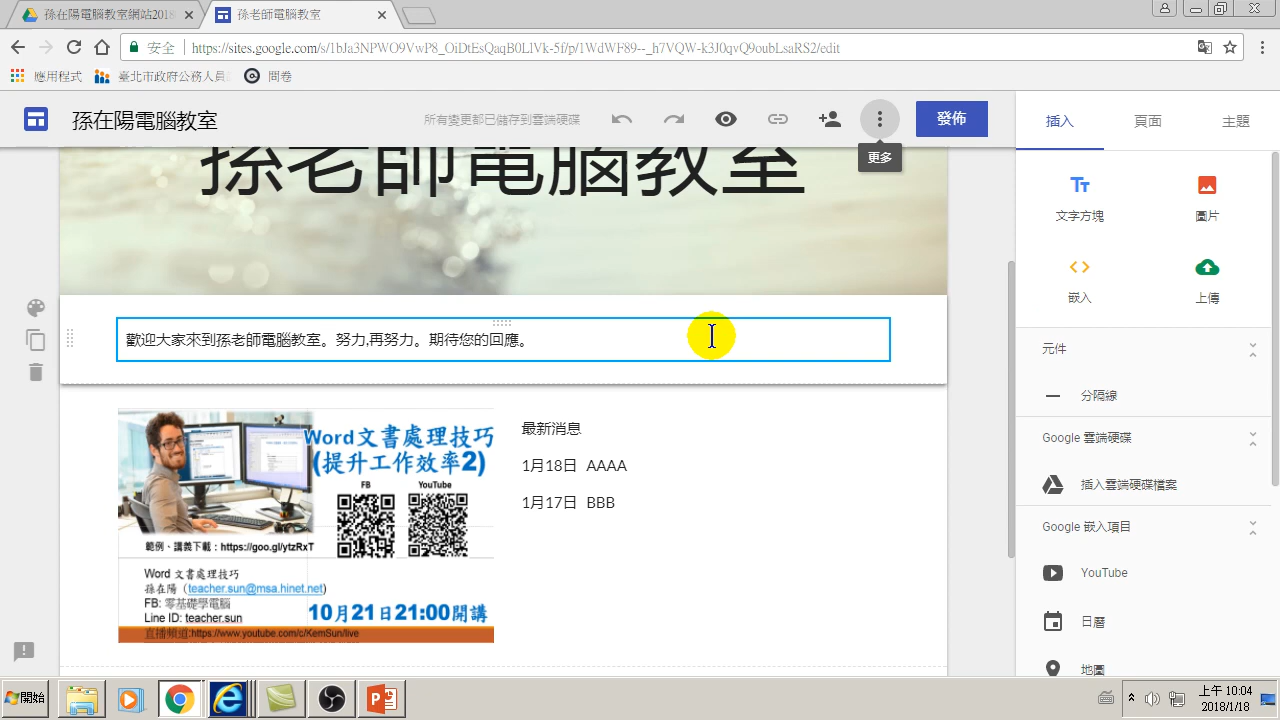 孫在陽電腦教室網站2018
孫老師電腦教室
安全
https://sites.google.com/s/1bJa3NPWO9VwP8_OiDtEsQaqB0LIVk-5f/p/1WdWF89--_h7VQW-k3J0qvQ9oubLsaRS2/edit
應用程式
臺北市政府公務人員
問卷
孫在陽電腦教室
所有變更都已儲存到雲端硬碟
發佈
更多
插入
頁面
主題
孫老師電腦教室
文字方塊
圖片
嵌入
上傳
歡迎大家來到孫老師電腦教室。努力,再努力。期待您的回應。
元件
分隔線
Google 雲端硬碟
插入雲端硬碟檔案
Google 嵌入項目
YouTube
日曆
地圖
Word文書處理技巧
(提升工作效率2)
FB
YouTube
範例、講義下載：https://goo.gl/ytzRxT
Word 文書處理技巧
孫在陽 (teacher.sun@msa.hinet.net)
FB: 零基礎學電腦
Line ID: teacher.sun
10月21日21:00開講
直播頻道:https://www.youtube.com/c/KemSun/live
最新消息
1月18日 AAAA
1月17日 BBB
開始
上午 10:04
2018/1/18